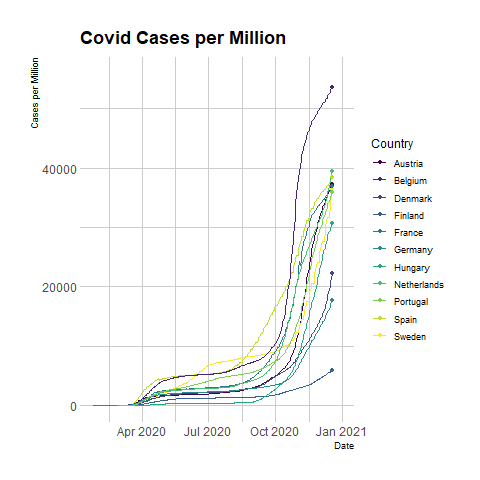 Covid Cases per Million
Cases per Million
40000
20000
0
Apr 2020 Jul 2020 Oct 2020 Jan 2021
Date
Country
Austria
Belgium
Denmark
Finland
France
Germany
Hungary
Netherlands
Portugal
Spain
Sweden